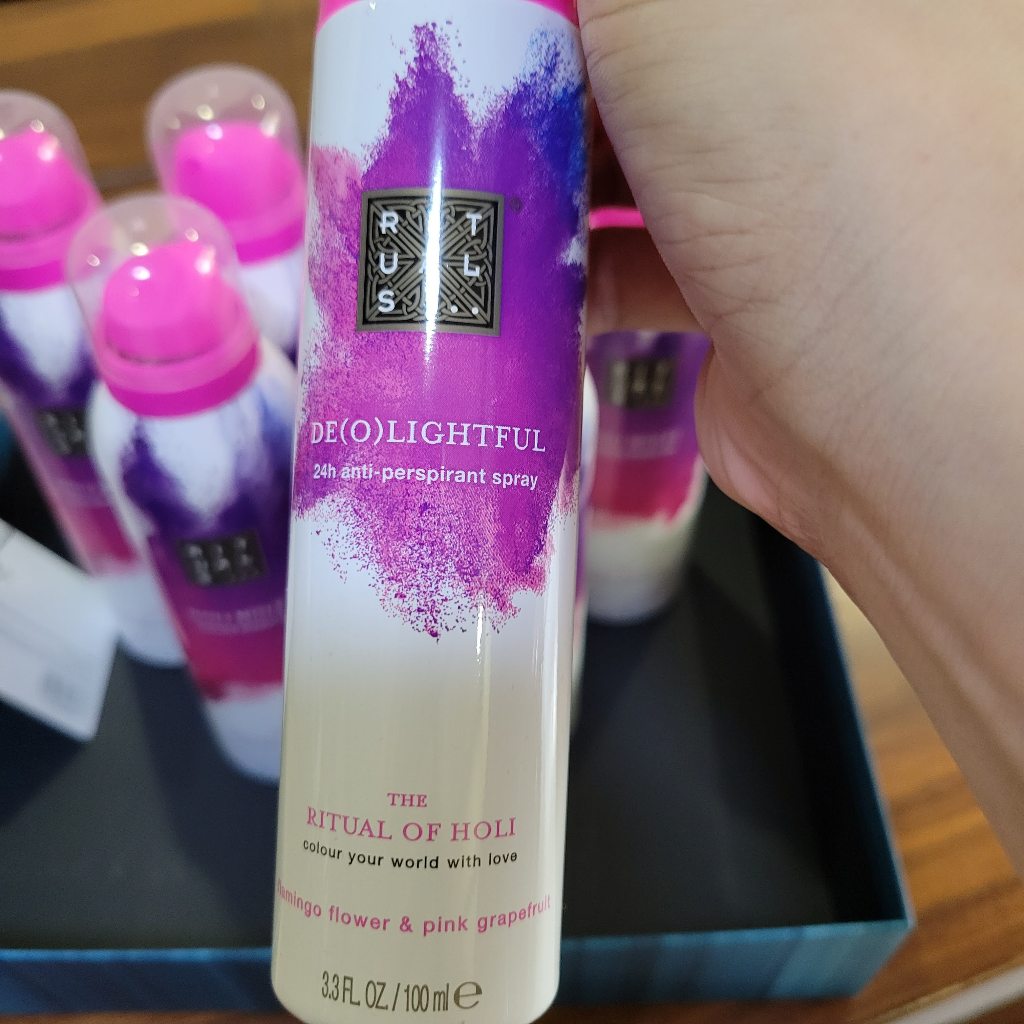 RITUALS...
DE(O)LIGHTFUL
24h anti-perspirant spray
THE
RITUAL OF HOLI
colour your world with love
flamingo flower & pink grapefruit
3.3 FL. OZ. / 100 ml ℮